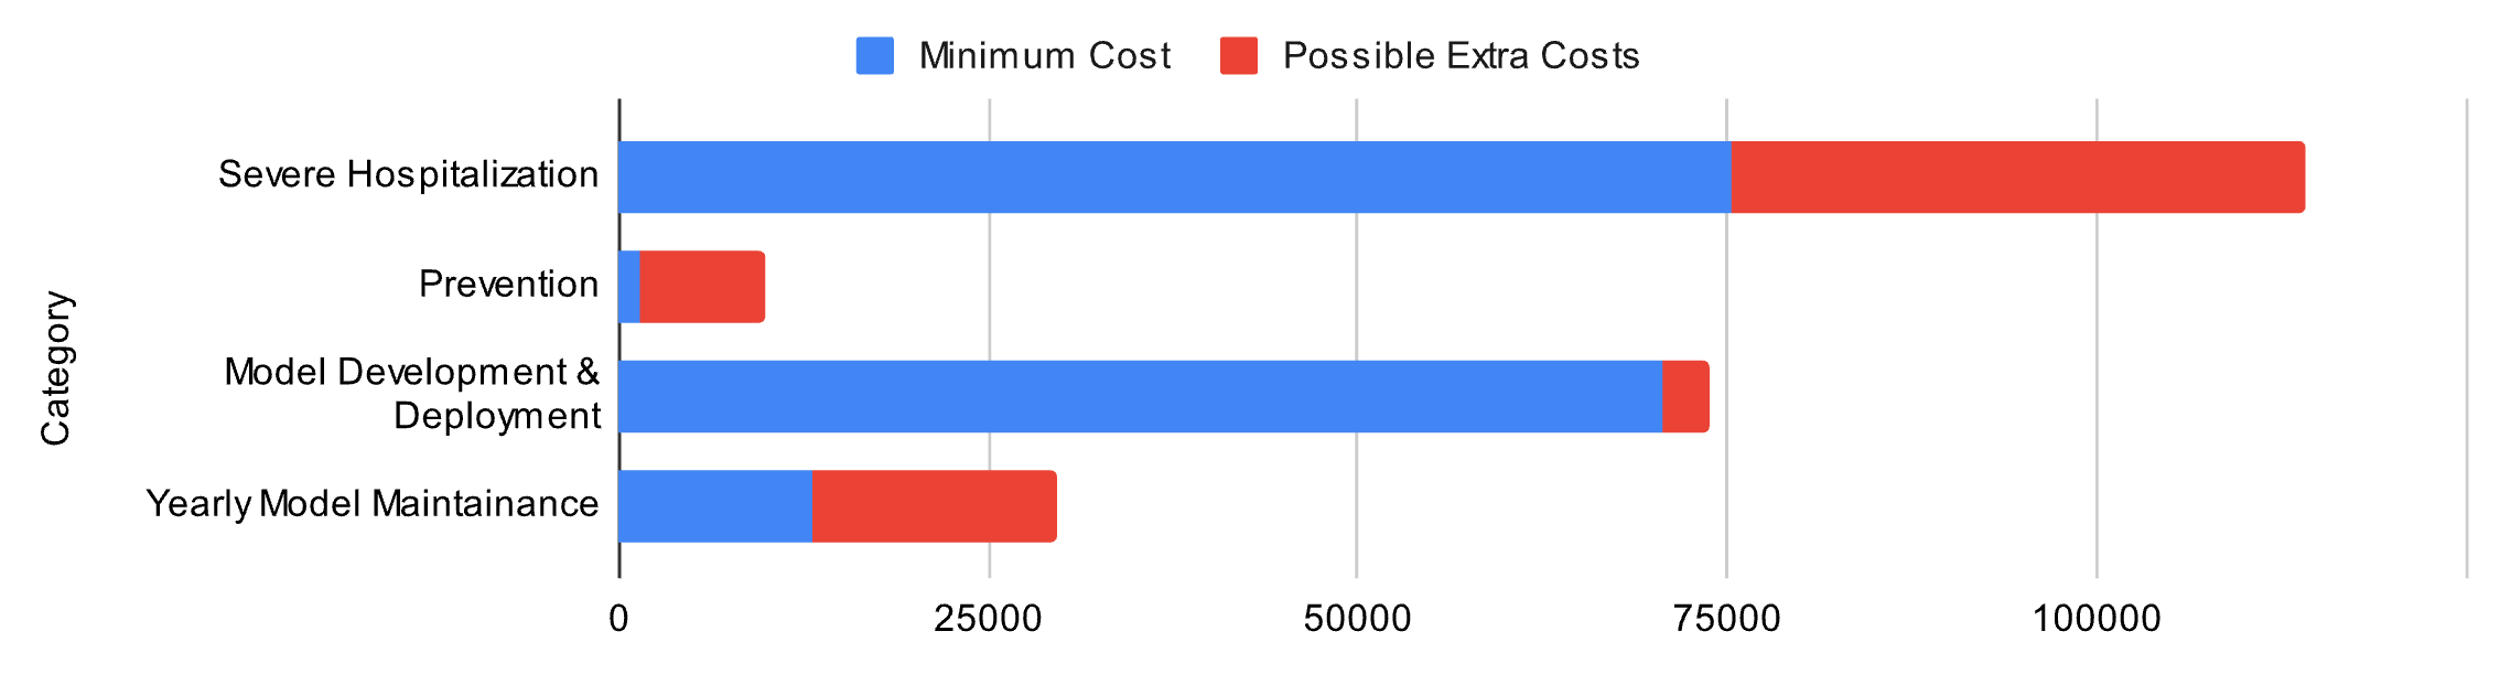 Minimum Cost
Possible Extra Costs
Category
Severe Hospitalization
Prevention
Model Development &
Deployment
Yearly Model Maintainance
0
25000
50000
75000
100000